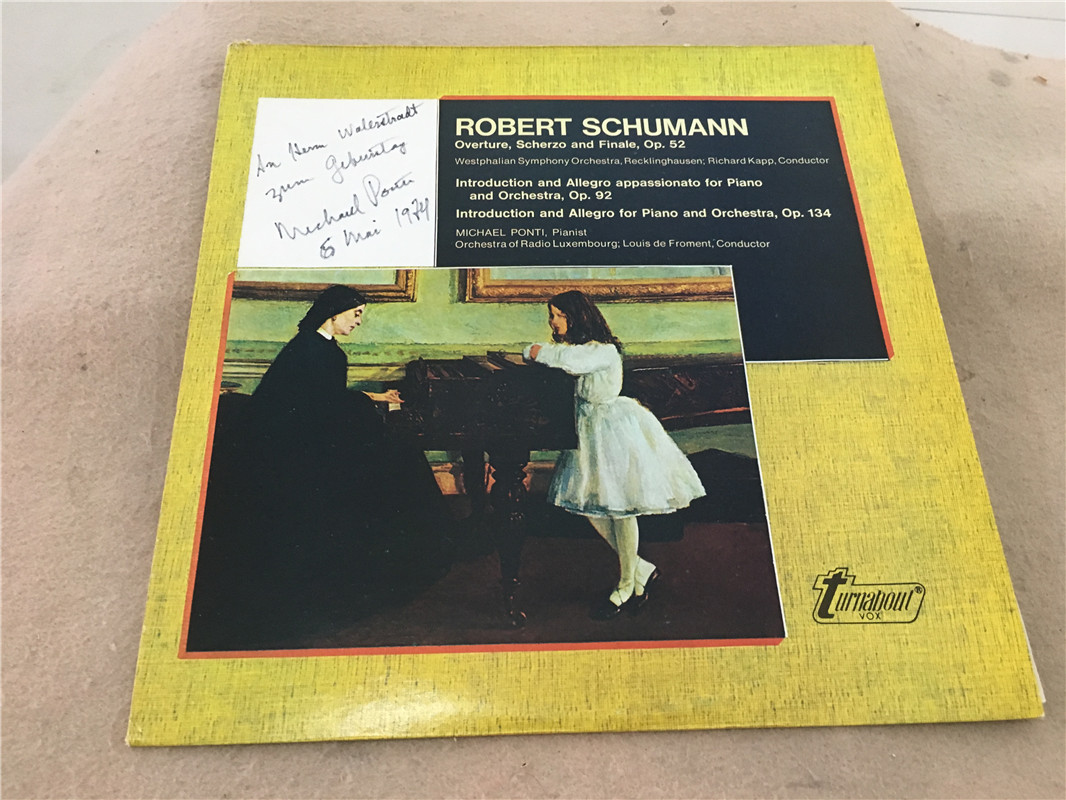 An Herrn
zum Geburtstag
Michael Ponti
6 Mai 1974
ROBERT SCHUMANN
Overture, Scherzo and Finale, Op. 52
Westphalian Symphony Orchestra, Recklinghausen; Richard Kapp, Conductor
Introduction and Allegro appassionato for Piano
and Orchestra, Op. 92
Introduction and Allegro for Piano and Orchestra, Op. 134
MICHAEL PONTI, Pianist
Orchestra of Radio Luxembourg; Louis de Froment, Conductor
turnabout®
VOX